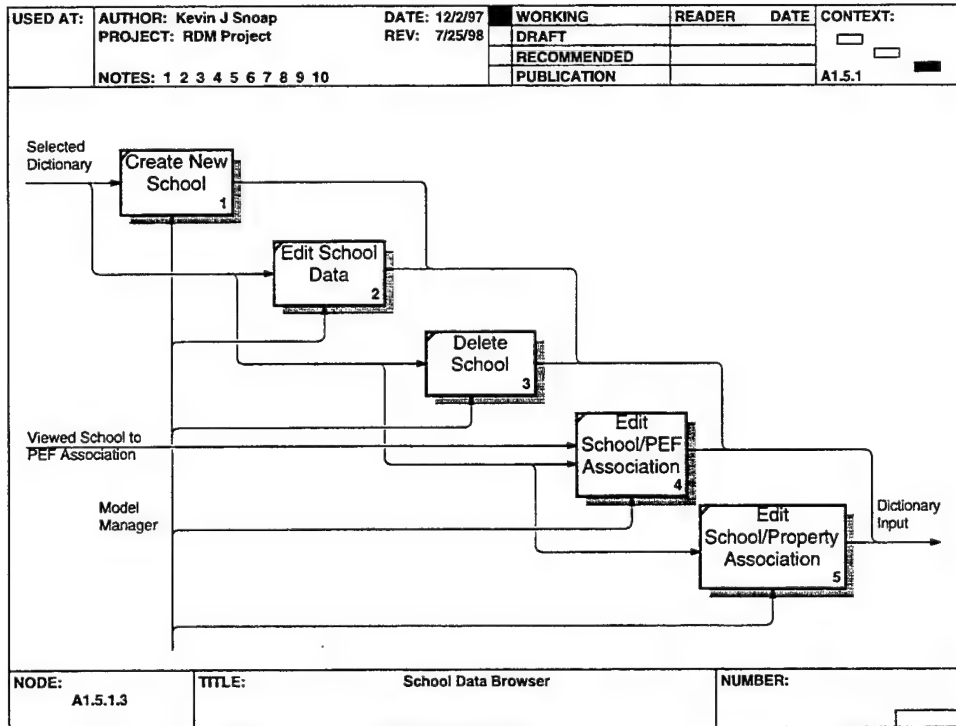 USED AT:
AUTHOR: Kevin J Snoap
DATE: 12/2/97
WORKING
READER
DATE
CONTEXT:
PROJECT: RDM Project
REV: 7/25/98
DRAFT
RECOMMENDED
NOTES: 1 2 3 4 5 6 7 8 9 10
PUBLICATION
A1.5.1
Selected
Dictionary
Create New
School
1
Edit School
Data
2
Delete
School
3
Viewed School to
PEF Association
Edit
School/PEF
Association
4
Model
Manager
Edit
School/Property
Association
5
Dictionary
Input
NODE:
A1.5.1.3
TITLE:
School Data Browser
NUMBER: